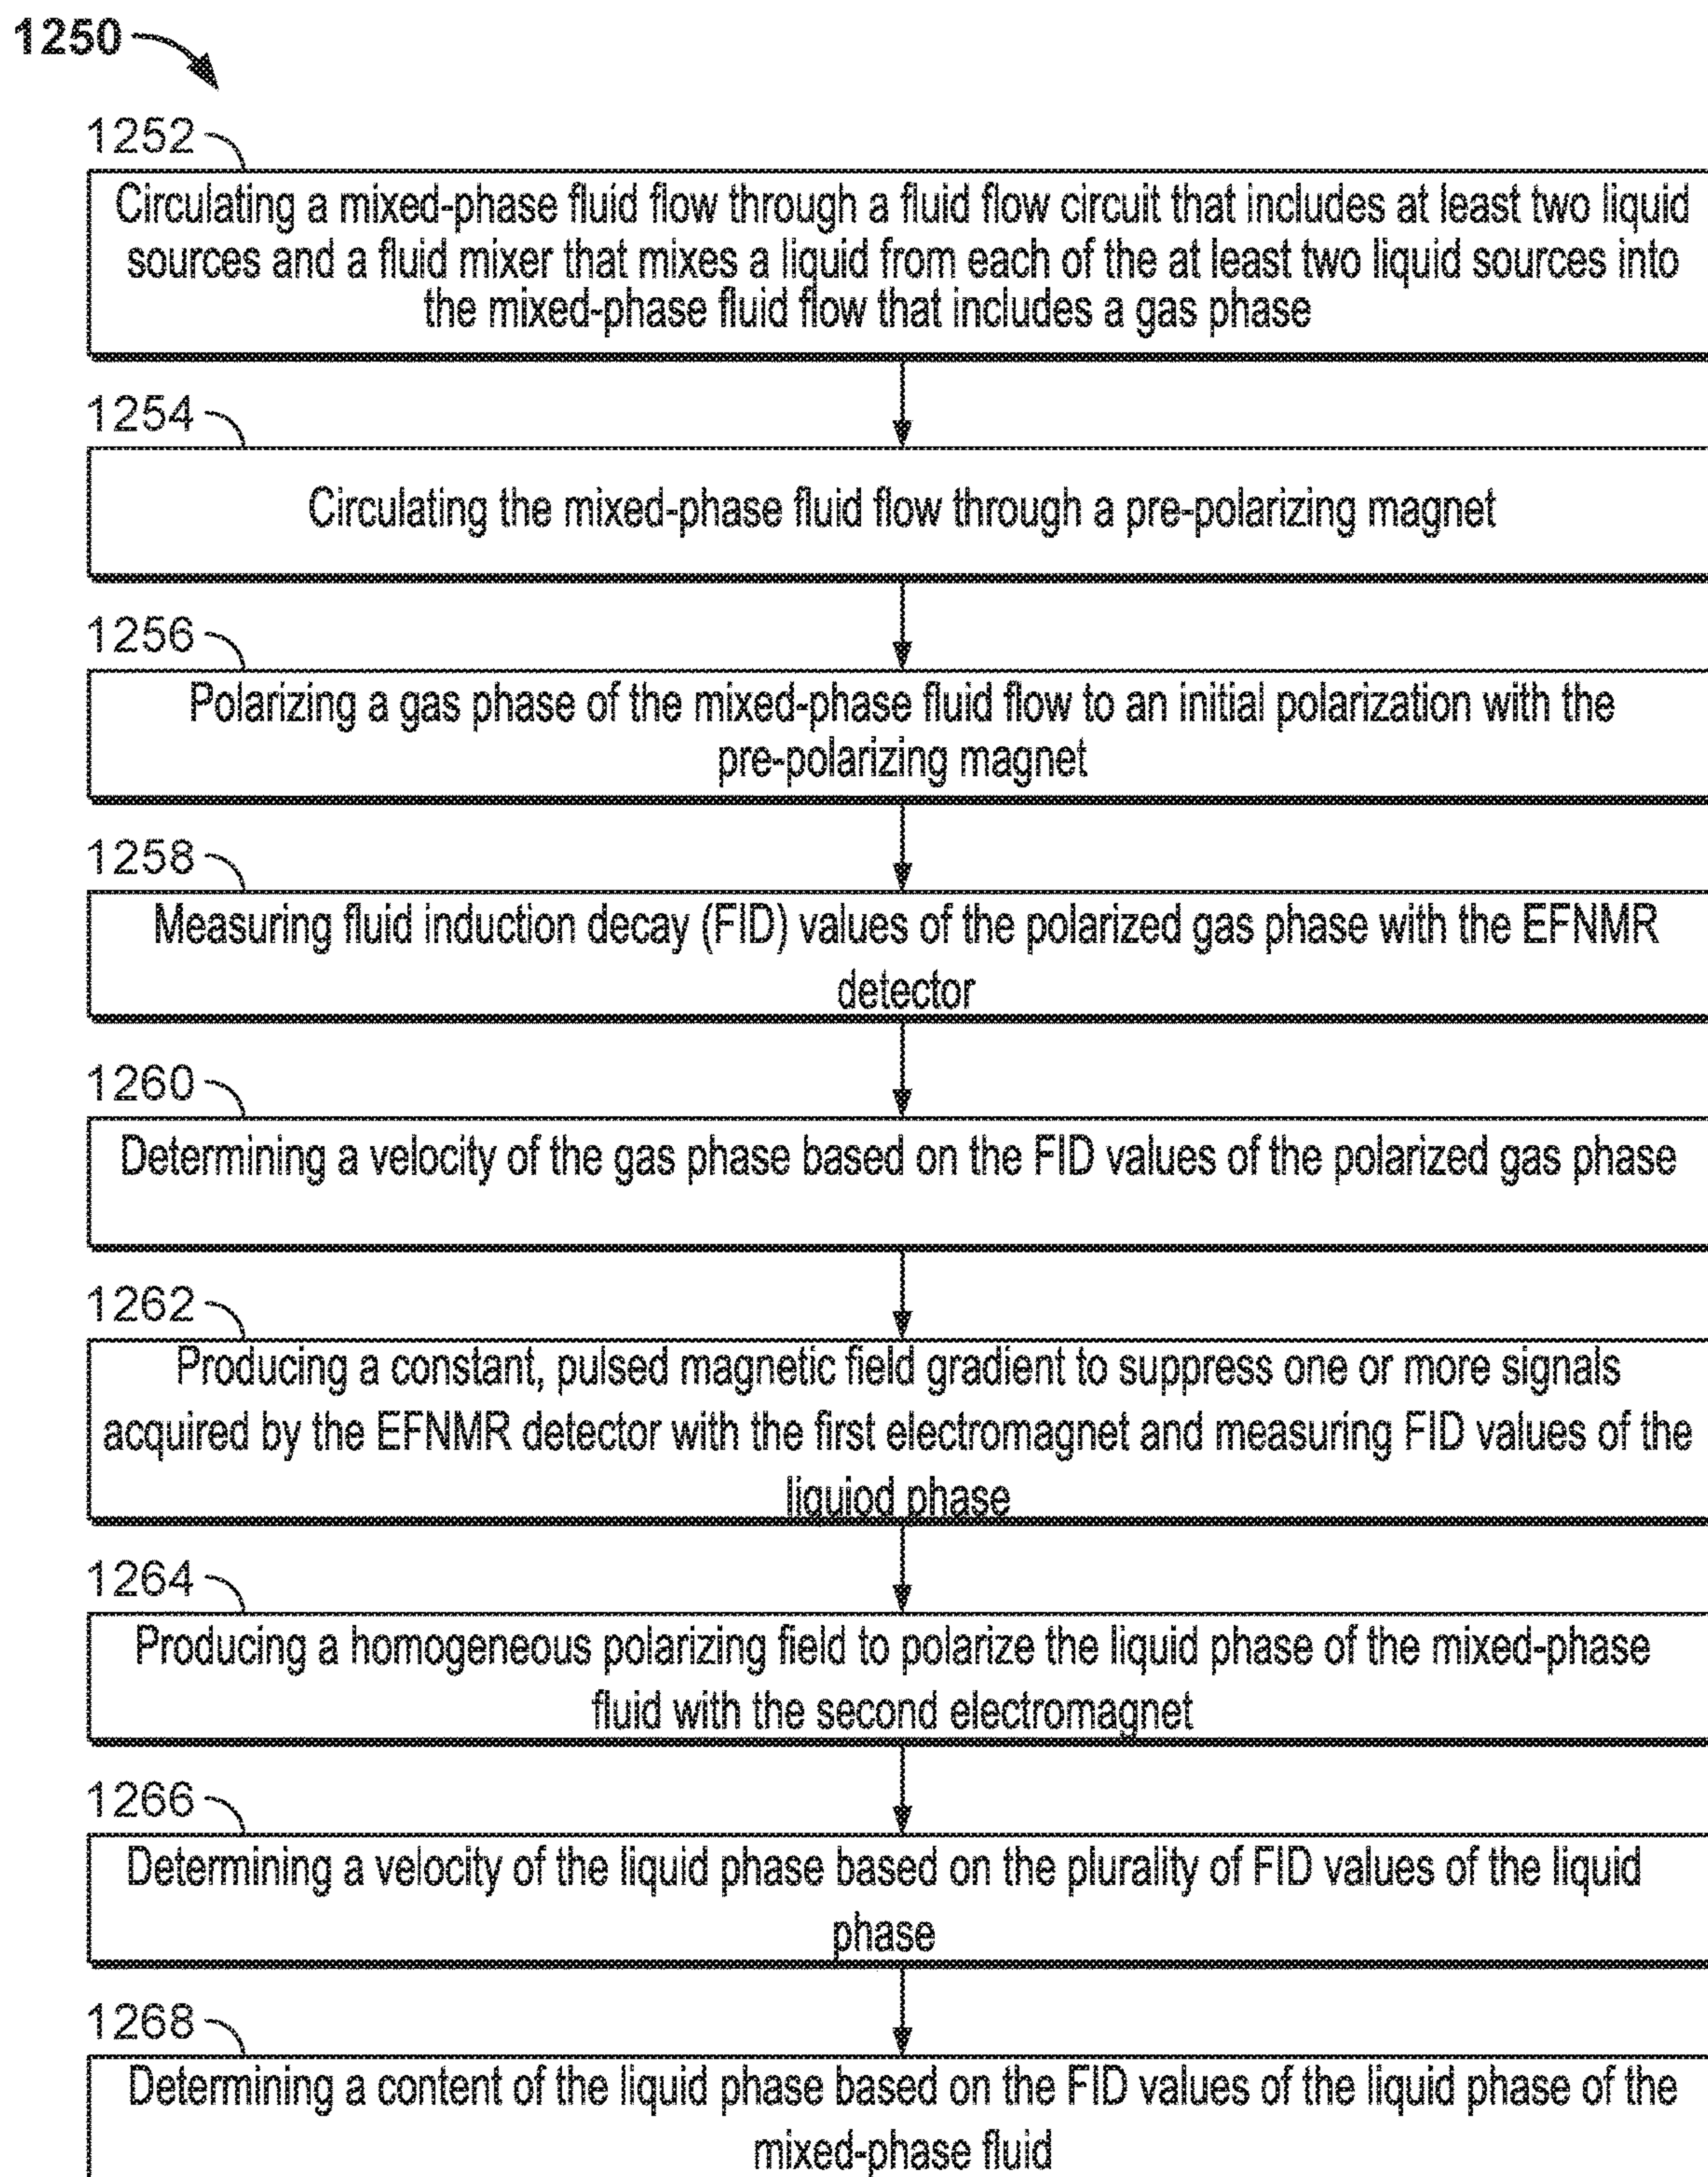 1250
1252
Circulating a mixed-phase fluid flow through a fluid flow circuit that includes at least two liquid
sources and a fluid mixer that mixes a liquid from each of the at least two liquid sources into
the mixed-phase fluid flow that includes a gas phase
1254
Circulating the mixed-phase fluid flow through a pre-polarizing magnet
1256
Polarizing a gas phase of the mixed-phase fluid flow to an initial polarization with the
pre-polarizing magnet
1258
Measuring fluid induction decay (FID) values of the polarized gas phase with the EFNMR
detector
1260
Determining a velocity of the gas phase based on the FID values of the polarized gas phase
1262
Producing a constant, pulsed magnetic field gradient to suppress one or more signals
acquired by the EFNMR detector with the first electromagnet and measuring FID values of the
liquiod phase
1264
Producing a homogeneous polarizing field to polarize the liquid phase of the mixed-phase
fluid with the second electromagnet
1266
Determining a velocity of the liquid phase based on the plurality of FID values of the liquid
phase
1268
Determining a content of the liquid phase based on the FID values of the liquid phase of the
mixed-phase fluid